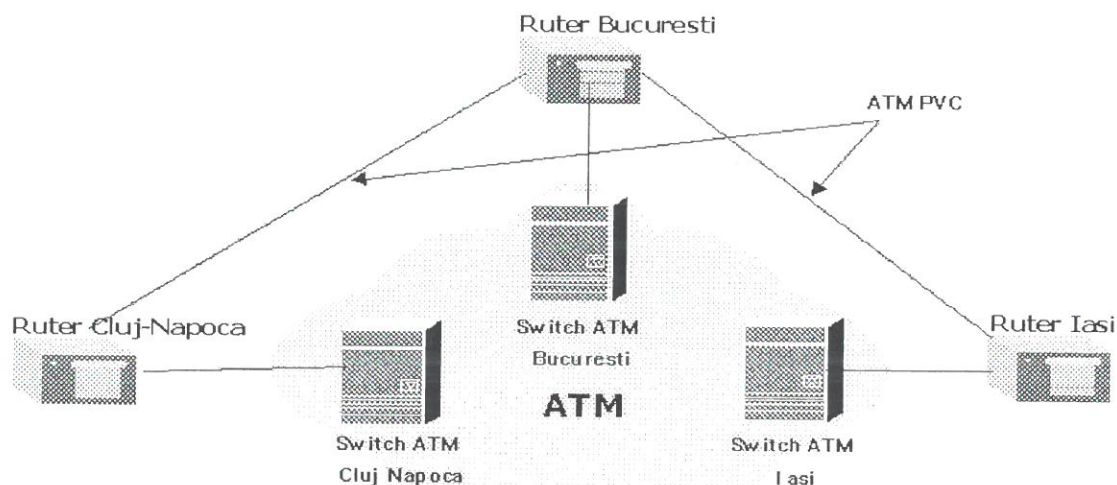 Ruter Bucuresti
ATM PVC
Ruter Cluj-Napoca
Switch ATM
Bucuresti
Ruter Iasi
ATM
Switch ATM
Cluj Napoca
Switch ATM
Iasi